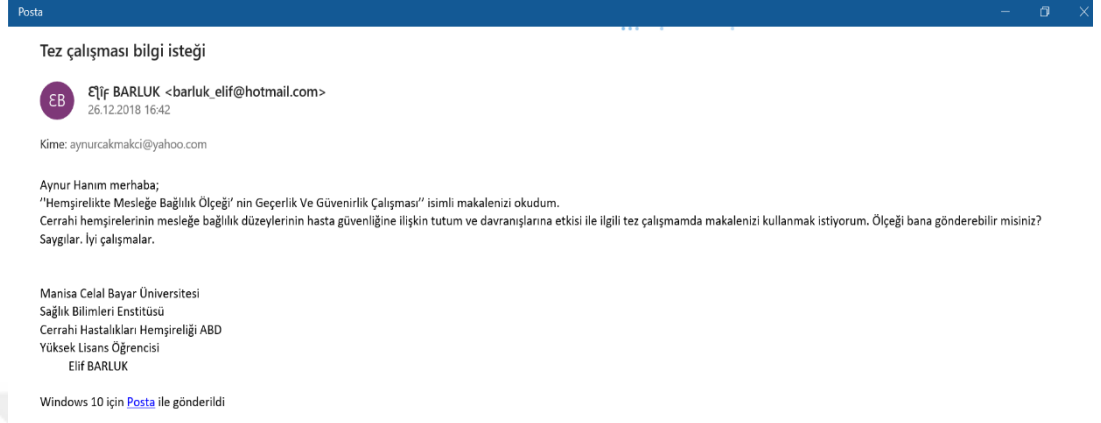 Posta
Tez çalışması bilgi isteği
εB
Ɛʅîϝ BARLUK <barluk_elif@hotmail.com>
26.12.2018 16:42
Kime: aynurcakmakci@yahoo.com
Aynur Hanım merhaba;
''Hemşirelikte Mesleğe Bağlılık Ölçeği' nin Geçerlik Ve Güvenirlik Çalışması'' isimli makalenizi okudum.
Cerrahi hemşirelerinin mesleğe bağlılık düzeylerinin hasta güvenliğine ilişkin tutum ve davranışlarına etkisi ile ilgili tez çalışmamda makalenizi kullanmak istiyorum. Ölçeği bana gönderebilir misiniz?
Saygılar. İyi çalışmalar.
Manisa Celal Bayar Üniversitesi
Sağlık Bilimleri Enstitüsü
Cerrahi Hastalıkları Hemşireliği ABD
Yüksek Lisans Öğrencisi
Elif BARLUK
Windows 10 için Posta ile gönderildi